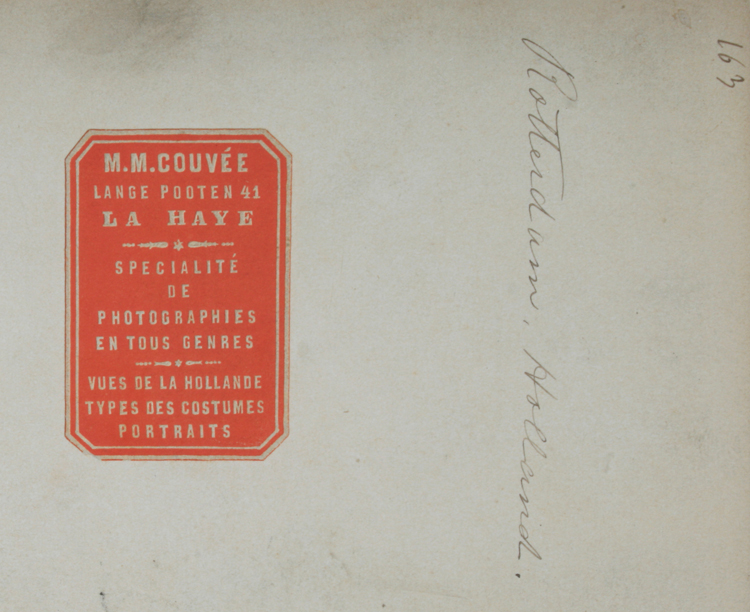 M.M.COUVÉE
LANGE POOTEN 41
LA HAYE
SPECIALITÉ
DE
PHOTOGRAPHIES
EN TOUS GENRES
VUES DE LA HOLLANDE
TYPES DES COSTUMES
PORTRAITS
Rotterdam, Holland.
163